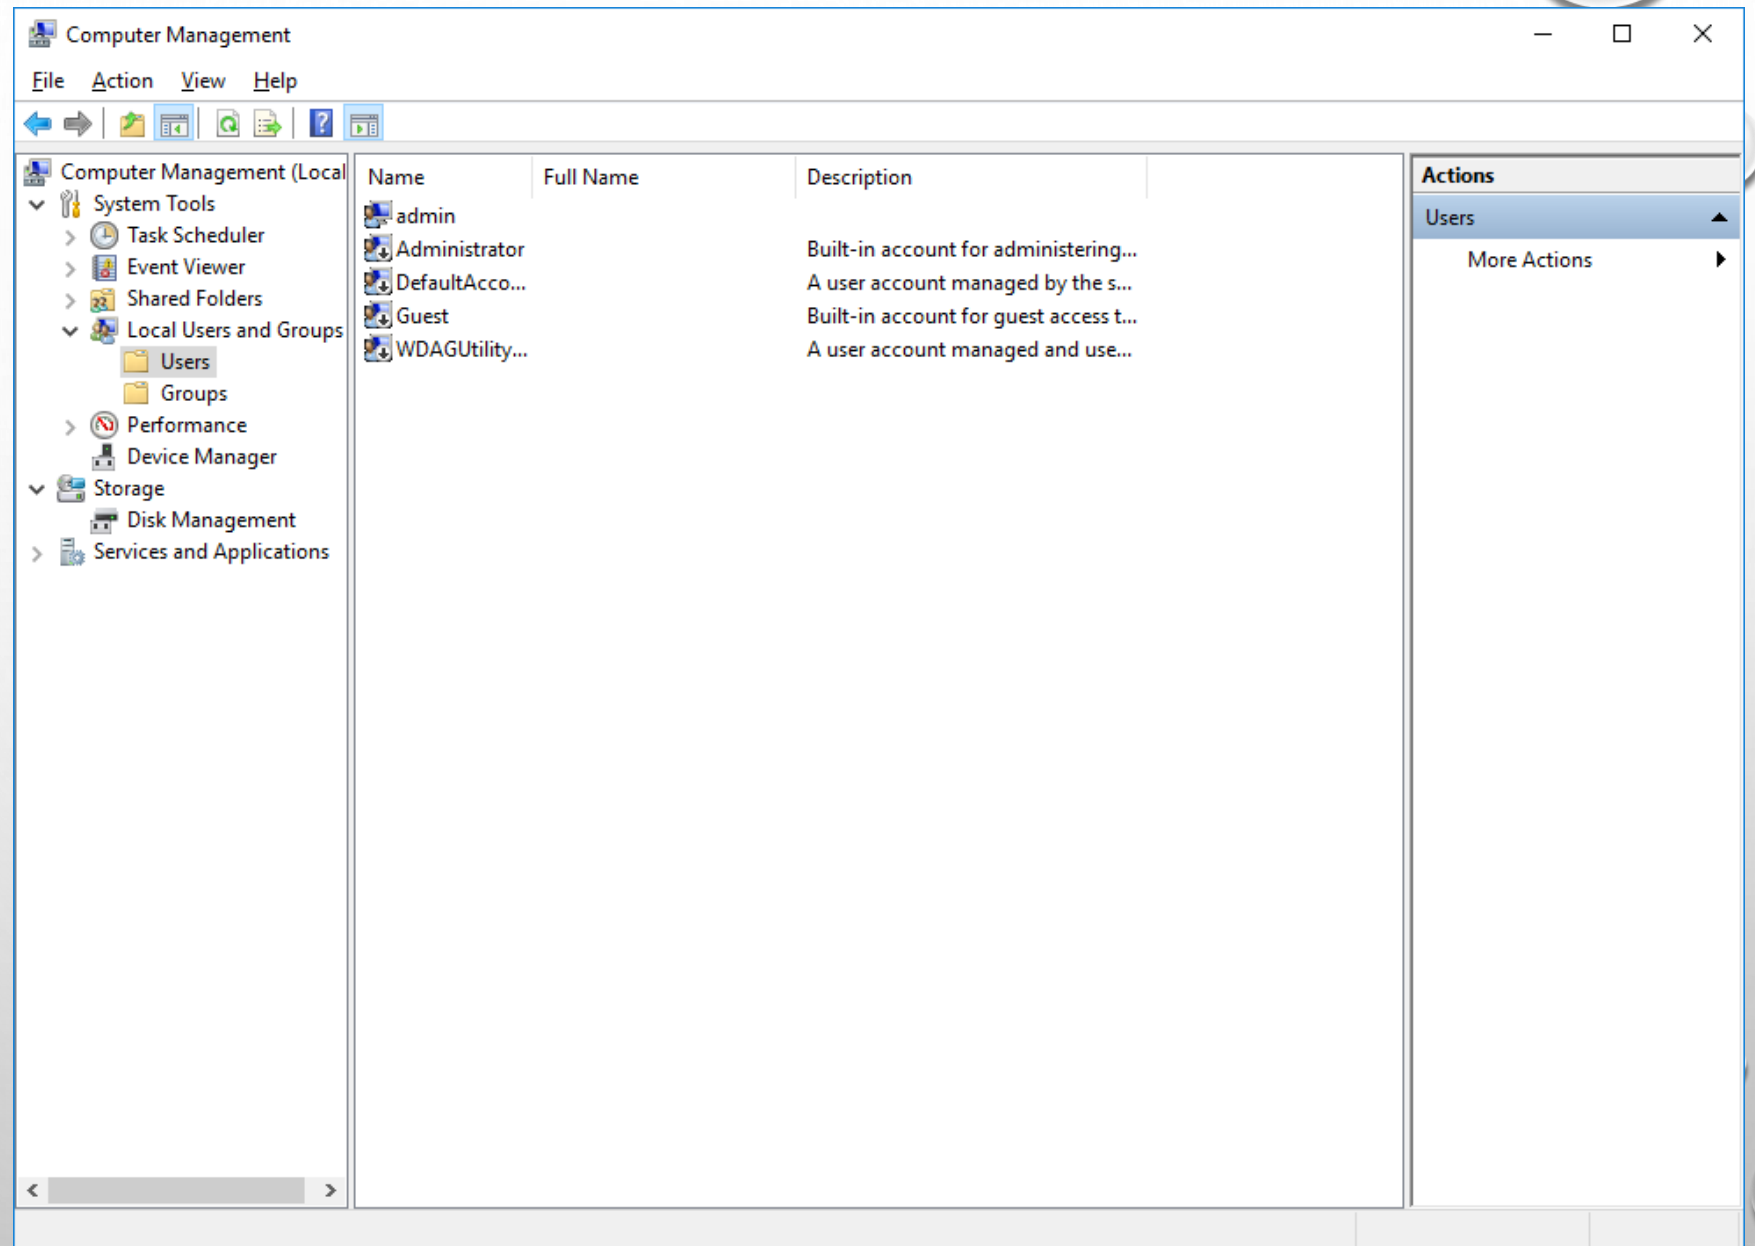 Computer Management
File Action View Help
Computer Management (Local
System Tools
Task Scheduler
Event Viewer
Shared Folders
Local Users and Groups
Users
Groups
Performance
Device Manager
Storage
Disk Management
Services and Applications
Name Full Name Description
admin
Administrator Built-in account for administering...
DefaultAcco... A user account managed by the s...
Guest Built-in account for guest access t...
WDAGUtility... A user account managed and use...
Actions
Users
More Actions